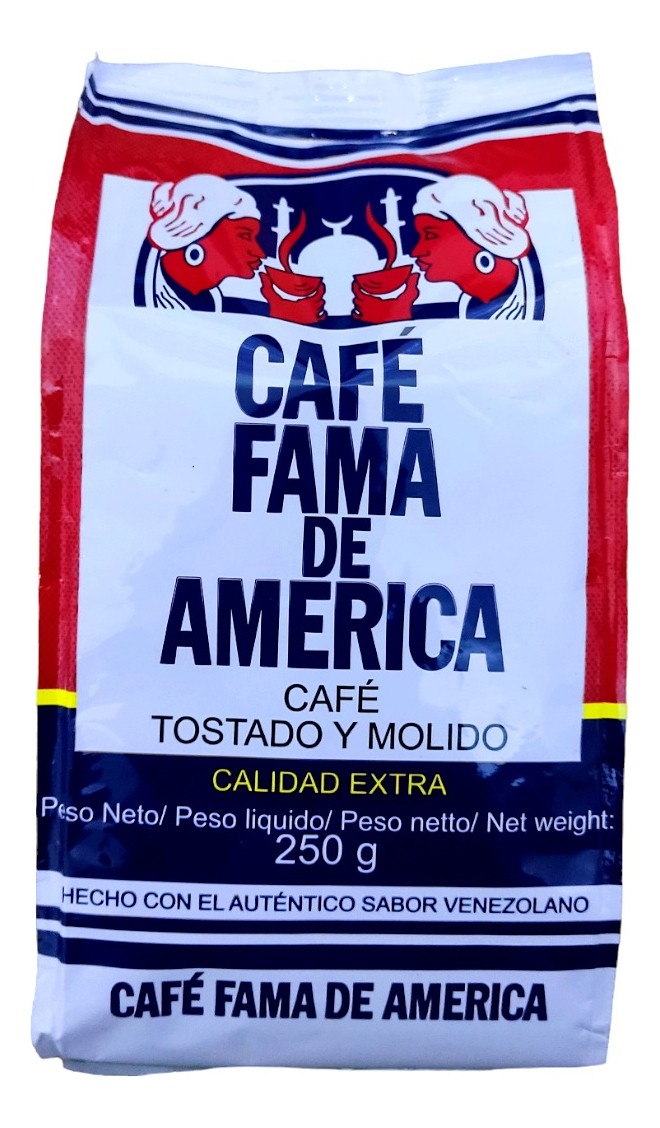 CAFÉ
FAMA
DE
AMERICA
CAFÉ
TOSTADO Y MOLIDO
CALIDAD EXTRA
Peso Neto/ Peso liquido/ Peso netto/ Net weight:
250 g
HECHO CON EL AUTÉNTICO SABOR VENEZOLANO
CAFÉ FAMA DE AMERICA